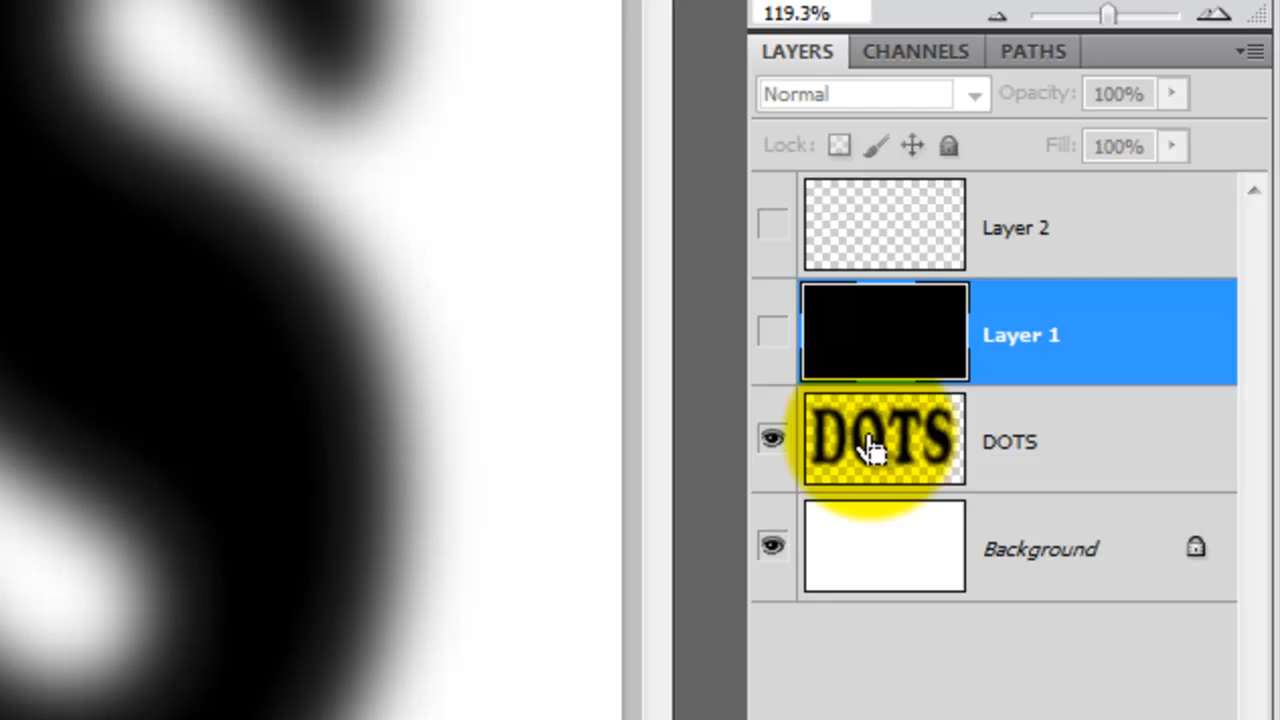 119.3%
LAYERS CHANNELS PATHS
Normal Opacity: 100%
Lock: Fill: 100%
Layer 2
Layer 1
DOTS DOTS
Background